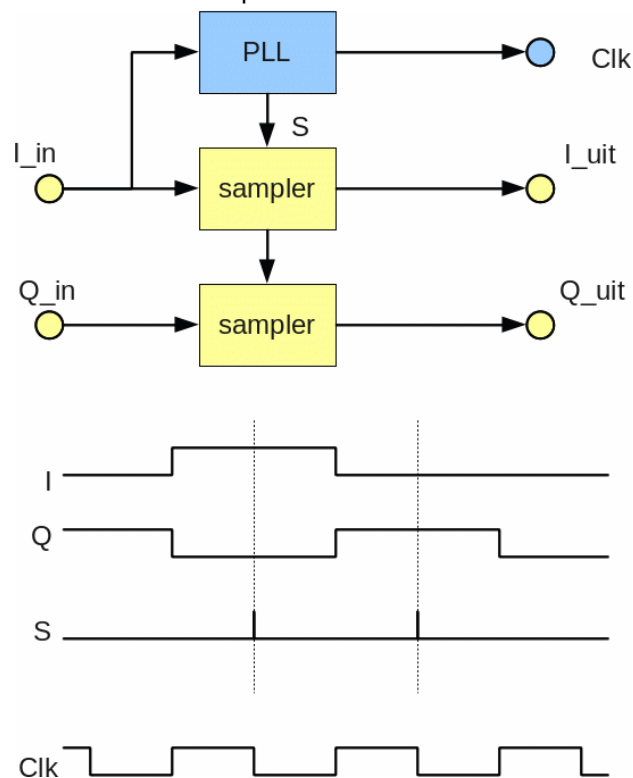 PLL
Clk
S
I_in
I_uit
sampler
Q_in
Q_uit
sampler
I
Q
S
Clk